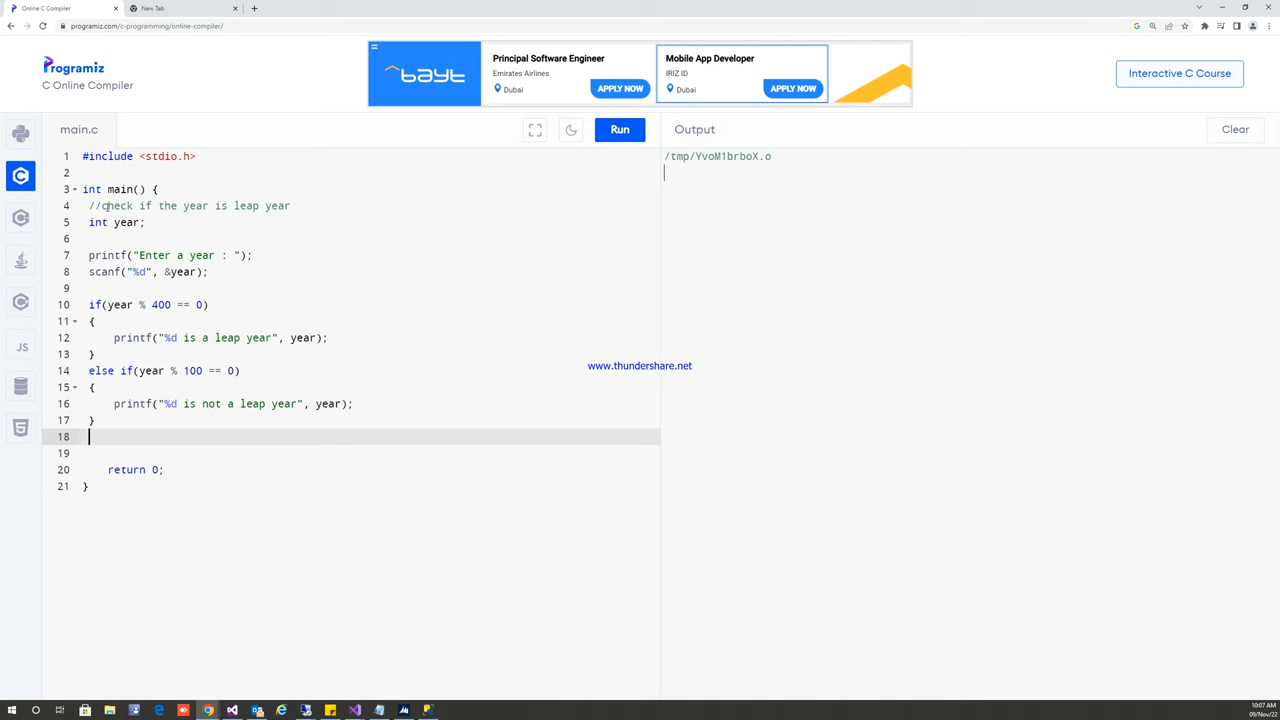 Online C Compiler
New Tab
programiz.com/c-programming/online-compiler/
Programiz
C Online Compiler
bayt
Principal Software Engineer
Emirates Airlines
Dubai
APPLY NOW
Mobile App Developer
IRIZ ID
Dubai
APPLY NOW
Interactive C Course
main.c
Run
Output
Clear
1 #include <stdio.h>
2
3 int main() {
4 //check if the year is leap year
5 int year;
6
7 printf("Enter a year : ");
8 scanf("%d", &year);
9
10 if(year % 400 == 0)
11 {
12 printf("%d is a leap year", year);
13 }
14 else if(year % 100 == 0)
15 {
16 printf("%d is not a leap year", year);
17 }
18
19
20 return 0;
21 }
/tmp/YvoM1brboX.o
www.thundershare.net
JS
10:07 AM
09/Nov/22